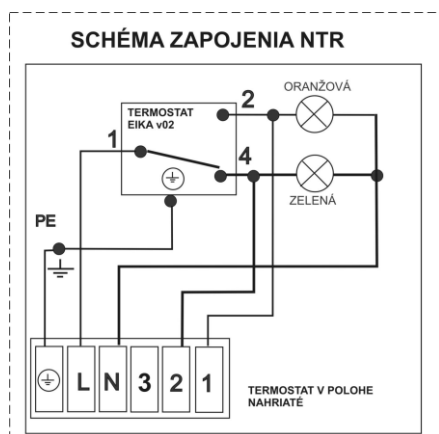 SCHÉMA ZAPOJENIA NTR
ORANŽOVÁ
TERMOSTAT
EIKA v02
2
1
4
ZELENÁ
PE
L N 3 2 1
TERMOSTAT V POLOHE
NAHRIATÉ